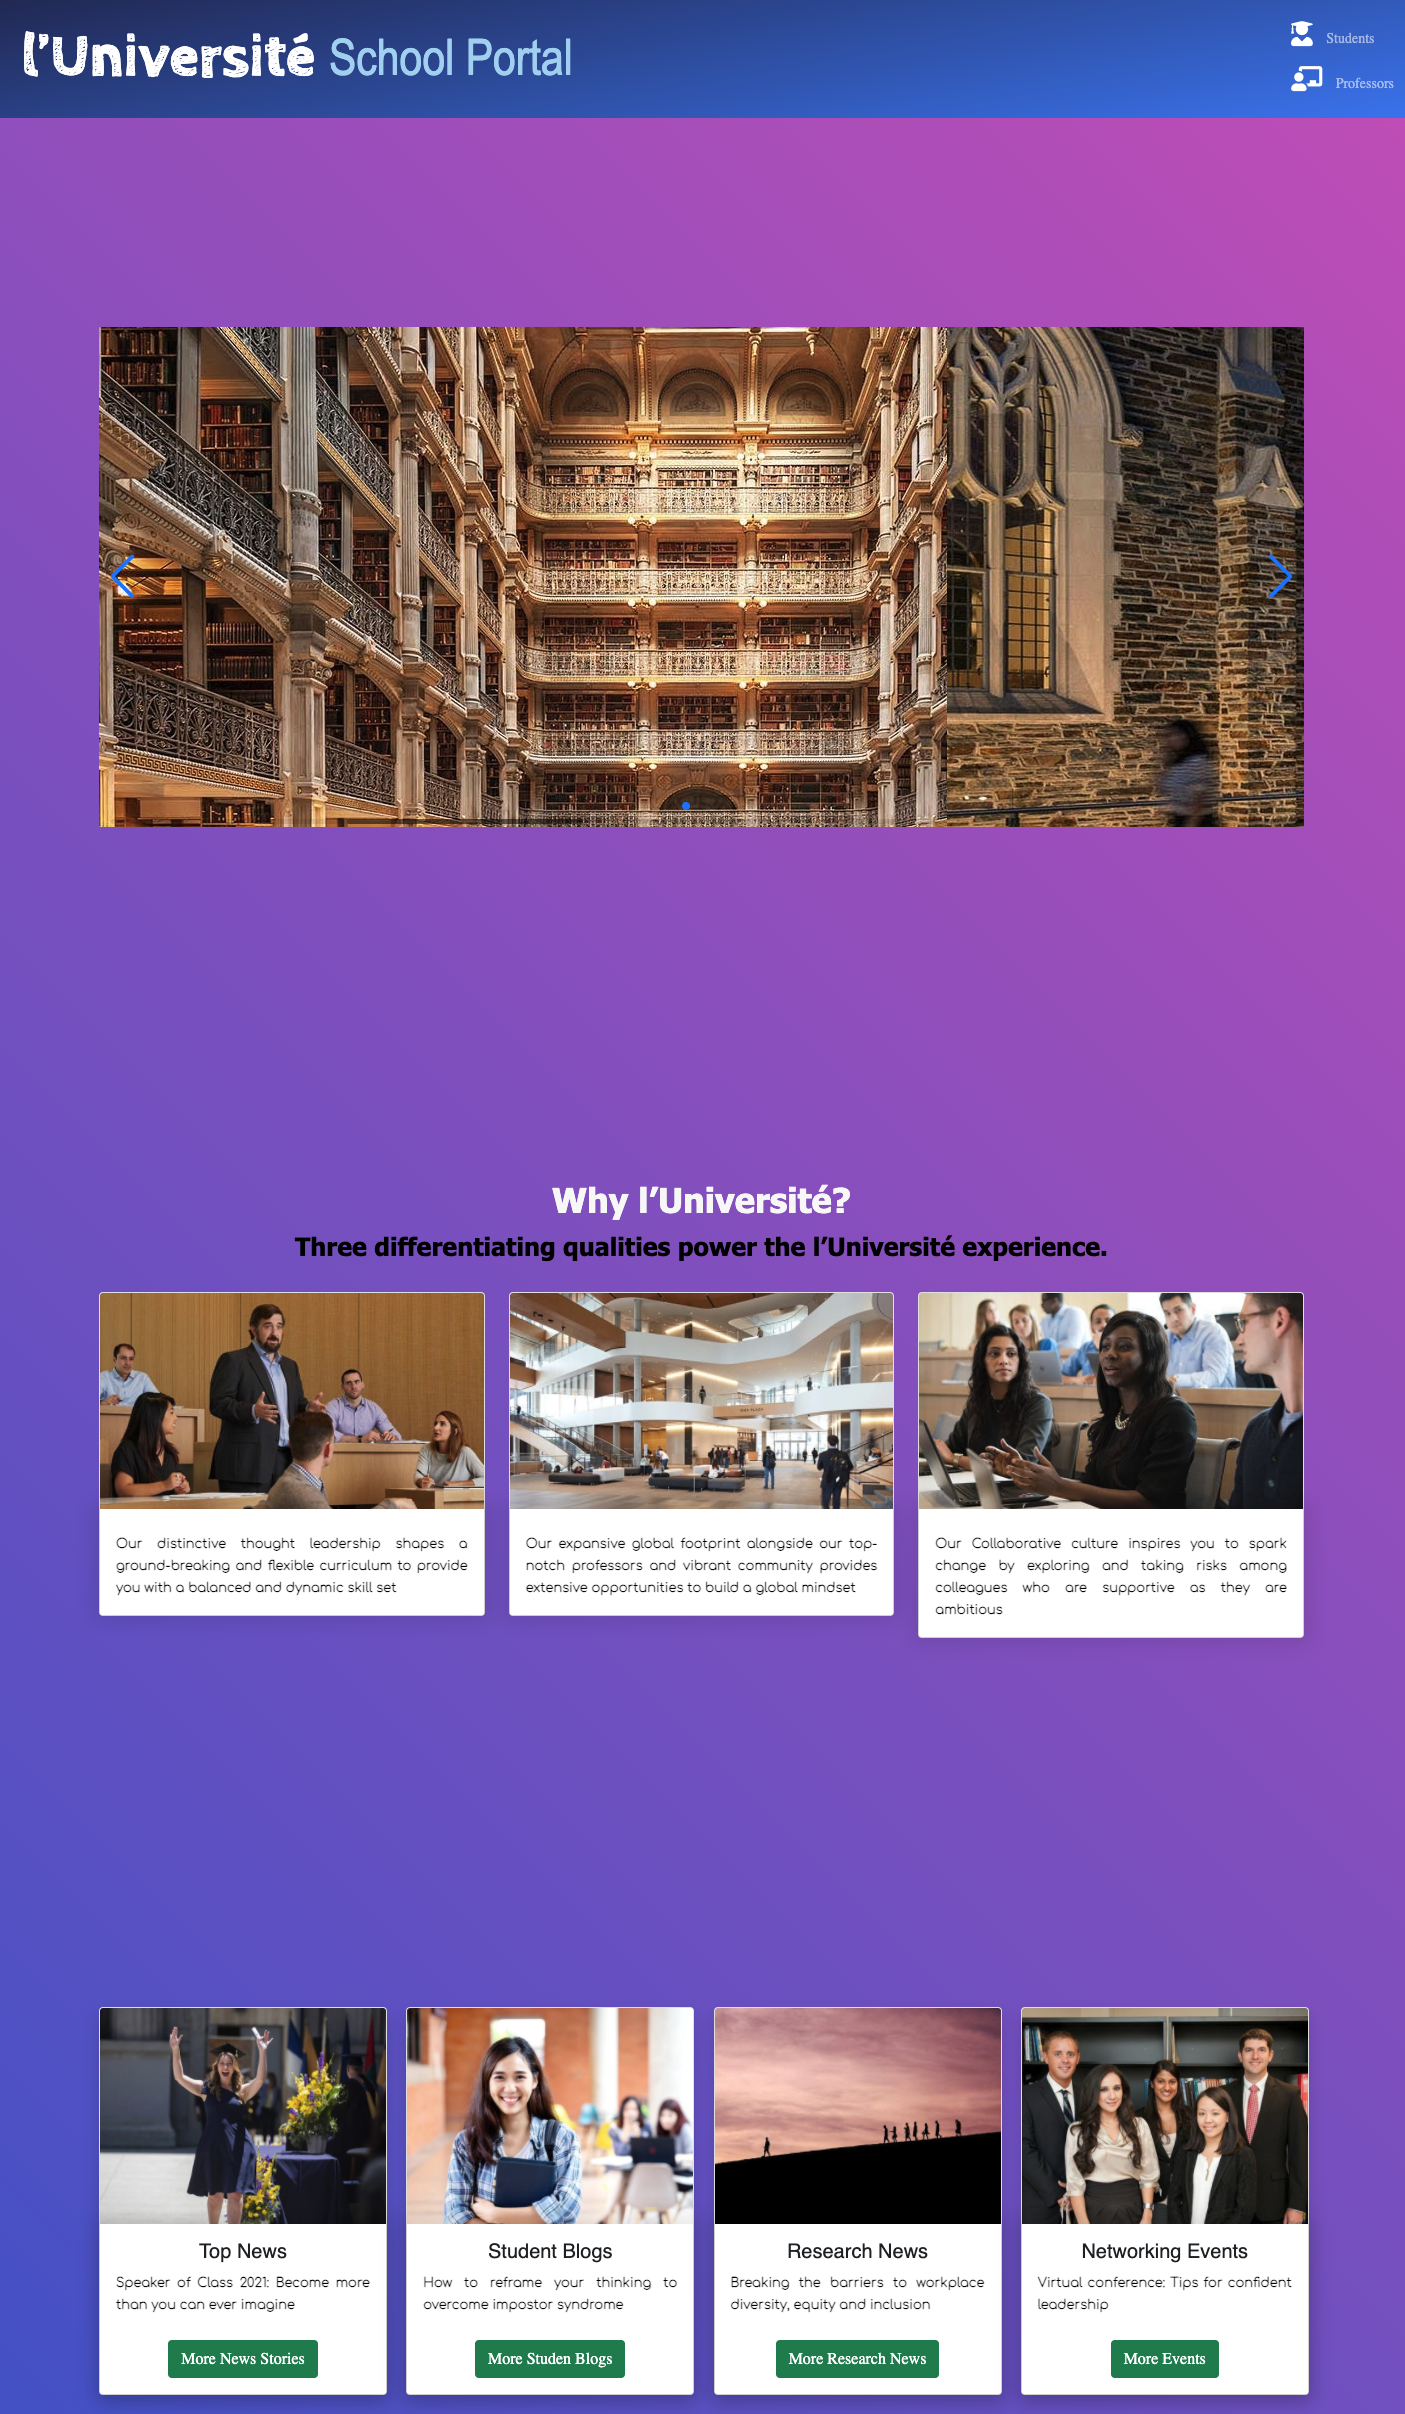 l'Université School Portal
Students
Professors
Why l'Université?
Three differentiating qualities power the l'Université experience.
Our distinctive thought leadership shapes a
ground-breaking and flexible curriculum to provide
you with a balanced and dynamic skill set
Our expansive global footprint alongside our top-
notch professors and vibrant community provides
extensive opportunities to build a global mindset
Our Collaborative culture inspires you to spark
change by exploring and taking risks among
colleagues who are supportive as they are
ambitious
Top News
Speaker of Class 2021: Become more
than you can ever imagine
More News Stories
Student Blogs
How to reframe your thinking to
overcome impostor syndrome
More Studen Blogs
Research News
Breaking the barriers to workplace
diversity, equity and inclusion
More Research News
Networking Events
Virtual conference: Tips for confident
leadership
More Events